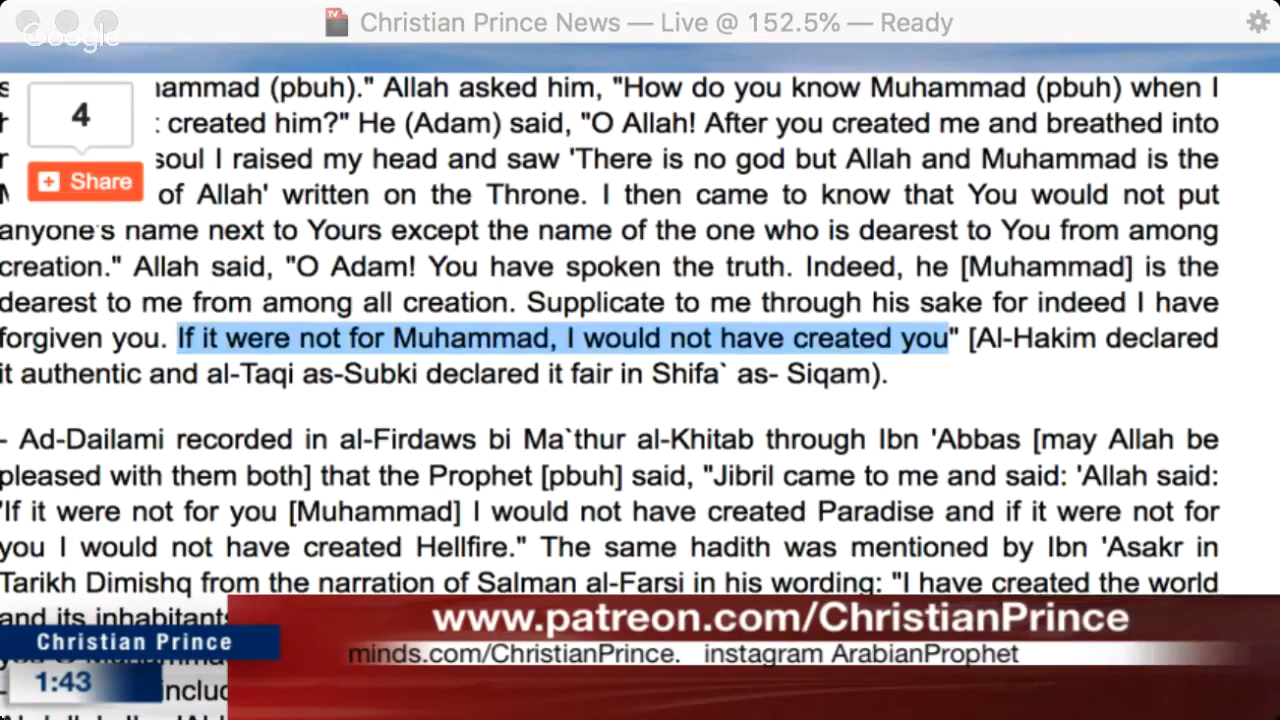 Christian Prince News — Live @ 152.5% — Ready
TV
Google
hammad (pbuh)." Allah asked him, "How do you know Muhammad (pbuh) when I
4
created him?" He (Adam) said, "O Allah! After you created me and breathed into
soul I raised my head and saw 'There is no god but Allah and Muhammad is the
Share
of Allah' written on the Throne. I then came to know that You would not put
anyone's name next to Yours except the name of the one who is dearest to You from among
creation." Allah said, "O Adam! You have spoken the truth. Indeed, he [Muhammad] is the
dearest to me from among all creation. Supplicate to me through his sake for indeed I have
forgiven you. If it were not for Muhammad, I would not have created you" [Al-Hakim declared
it authentic and al-Taqi as-Subki declared it fair in Shifa` as- Siqam).
- Ad-Dailami recorded in al-Firdaws bi Ma`thur al-Khitab through Ibn 'Abbas [may Allah be
pleased with them both] that the Prophet [pbuh] said, "Jibril came to me and said: 'Allah said:
'If it were not for you [Muhammad] I would not have created Paradise and if it were not for
you I would not have created Hellfire." The same hadith was mentioned by Ibn 'Asakr in
Tarikh Dimishq from the narration of Salman al-Farsi in his wording: "I have created the world
and its inhabitants
www.patreon.com/ChristianPrince
Christian Prince
minds.com/ChristianPrince. instagram ArabianProphet
1:43